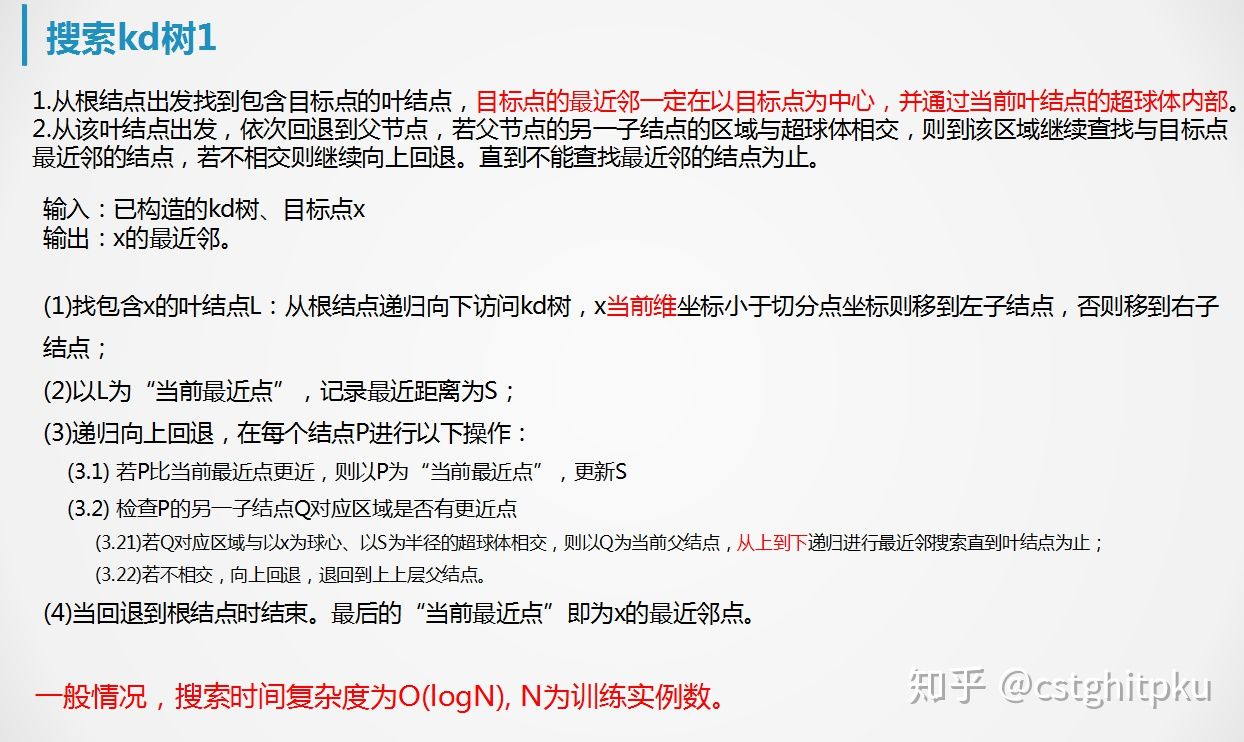 搜索kd树1
1.从根结点出发找到包含目标点的叶结点，目标点的最近邻一定在以目标点为中心，并通过当前叶结点的超球体内部。
2.从该叶结点出发，依次回退到父节点，若父节点的另一子结点的区域与超球体相交，则到该区域继续查找与目标点
最近邻的结点，若不相交则继续向上回退。直到不能查找最近邻的结点为止。
输入：已构造的kd树、目标点x
输出：x的最近邻。
(1)找包含x的叶结点L：从根结点递归向下访问kd树，x当前维坐标小于切分点坐标则移到左子结点，否则移到右子
结点；
(2)以L为“当前最近点”，记录最近距离为S；
(3)递归向上回退，在每个结点P进行以下操作：
(3.1) 若P比当前最近点更近，则以P为“当前最近点”，更新S
(3.2) 检查P的另一子结点Q对应区域是否有更近点
(3.21)若Q对应区域与以x为球心、以S为半径的超球体相交，则以Q为当前父结点，从上到下递归进行最近邻搜索直到叶结点为止；
(3.22)若不相交，向上回退，退回到上上层父结点。
(4)当回退到根结点时结束。最后的“当前最近点”即为x的最近邻点。
一般情况，搜索时间复杂度为O(logN), N为训练实例数。
知乎 @cstghitpku